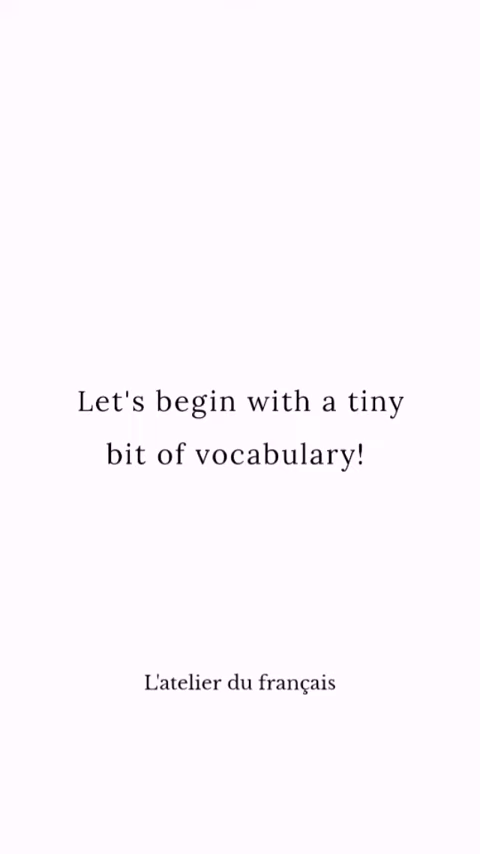 Let's begin with a tiny
bit of vocabulary!
L'atelier du français